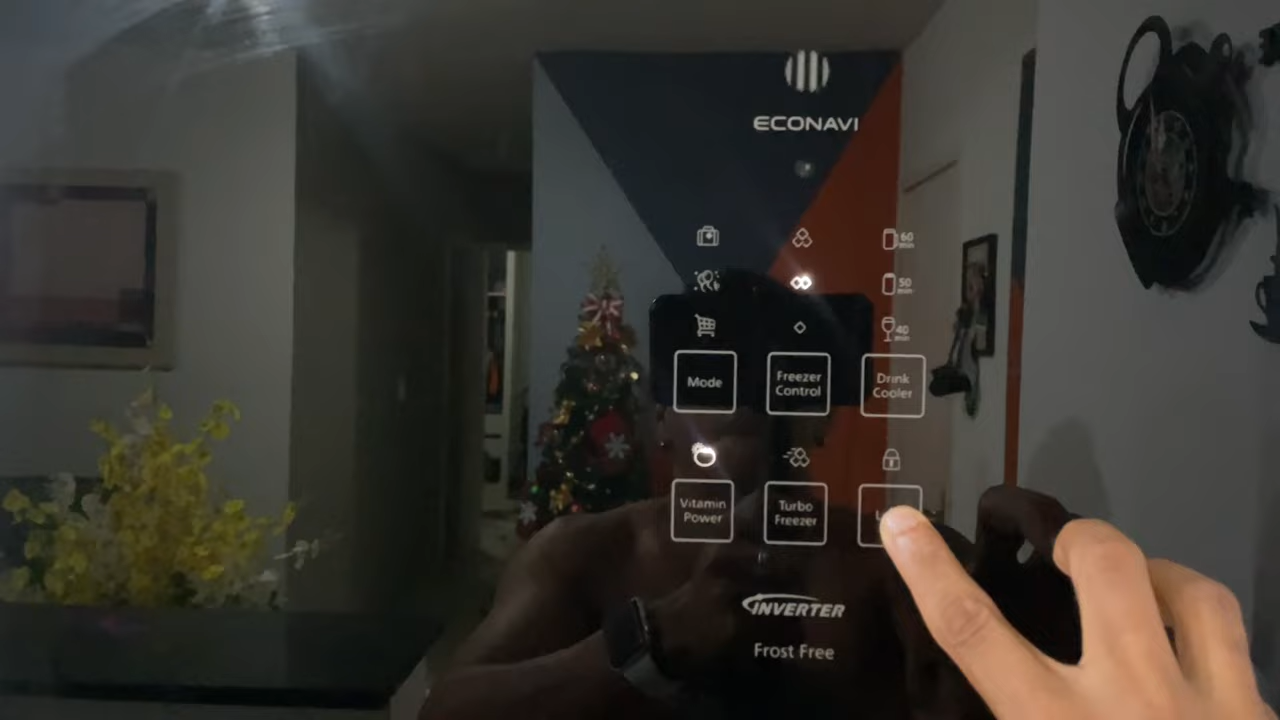 ECONAVI
60
min
50
min
40
min
Mode
Freezer
Control
Drink
Cooler
Vitamin
Power
Turbo
Freezer
INVERTER
Frost Free